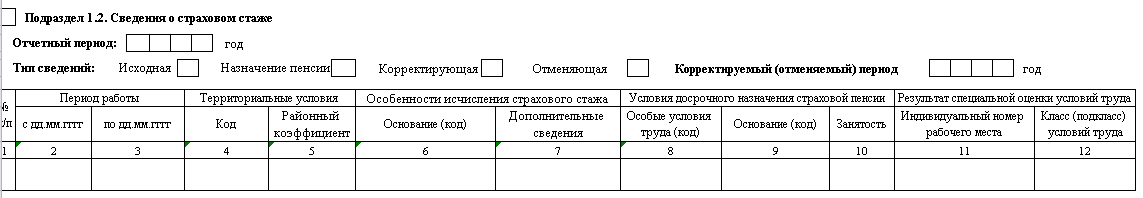 Подраздел 1.2. Сведения о страховом стаже
Отчетный период: год
Тип сведений: Исходная Назначение пенсии Корректирующая Отменяющая Корректируемый (отменяемый) период год
№ п/п Период работы Территориальные условия Особенности исчисления страхового стажа Условия досрочного назначения страховой пенсии Результат специальной оценки условий труда
с дд.мм.гггг по дд.мм.гггг Код Районный коэффициент Основание (код) Дополнительные сведения Особые условия труда (код) Основание (код) Занятость Индивидуальный номер рабочего места Класс (подкласс) условий труда
1 2 3 4 5 6 7 8 9 10 11 12